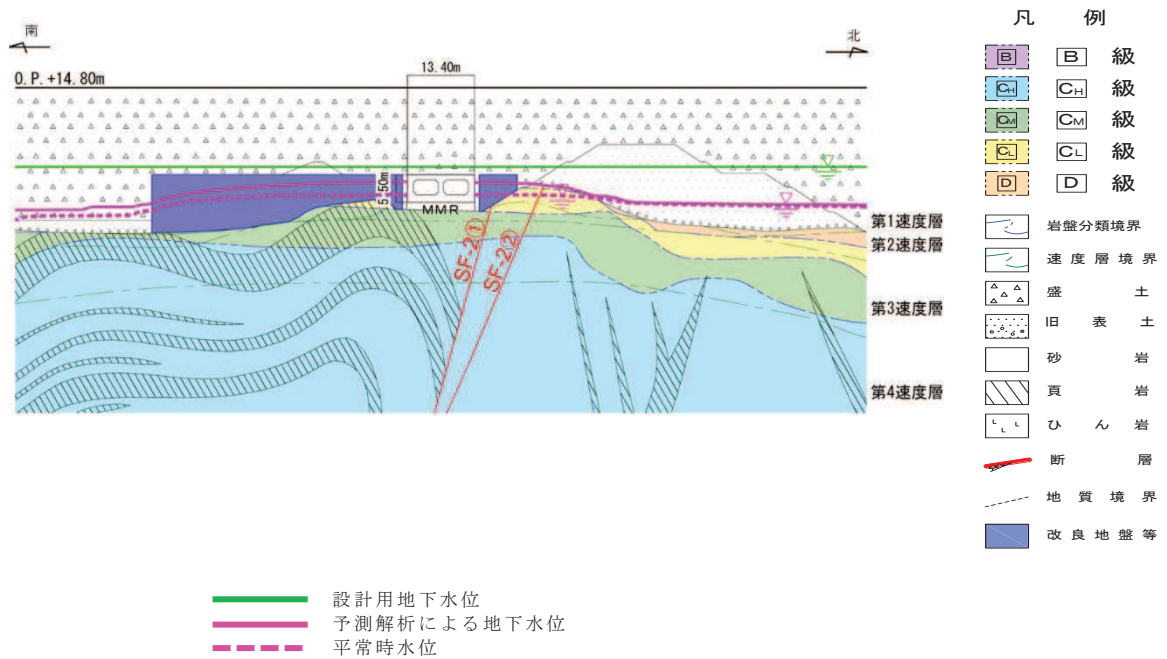 南
北
13.40m
O.P.+14.80m
5.50m
MMR
SF-2①
SF-2②
第1速度層
第2速度層
第3速度層
第4速度層
凡 例
B B 級
CH CH 級
CM CM 級
CL CL 級
D D 級
岩盤分類境界
速度層境界
盛土
旧表土
砂岩
頁岩
ひん岩
断層
地質境界
改良地盤等
設計用地下水位
予測解析による地下水位
平常時水位